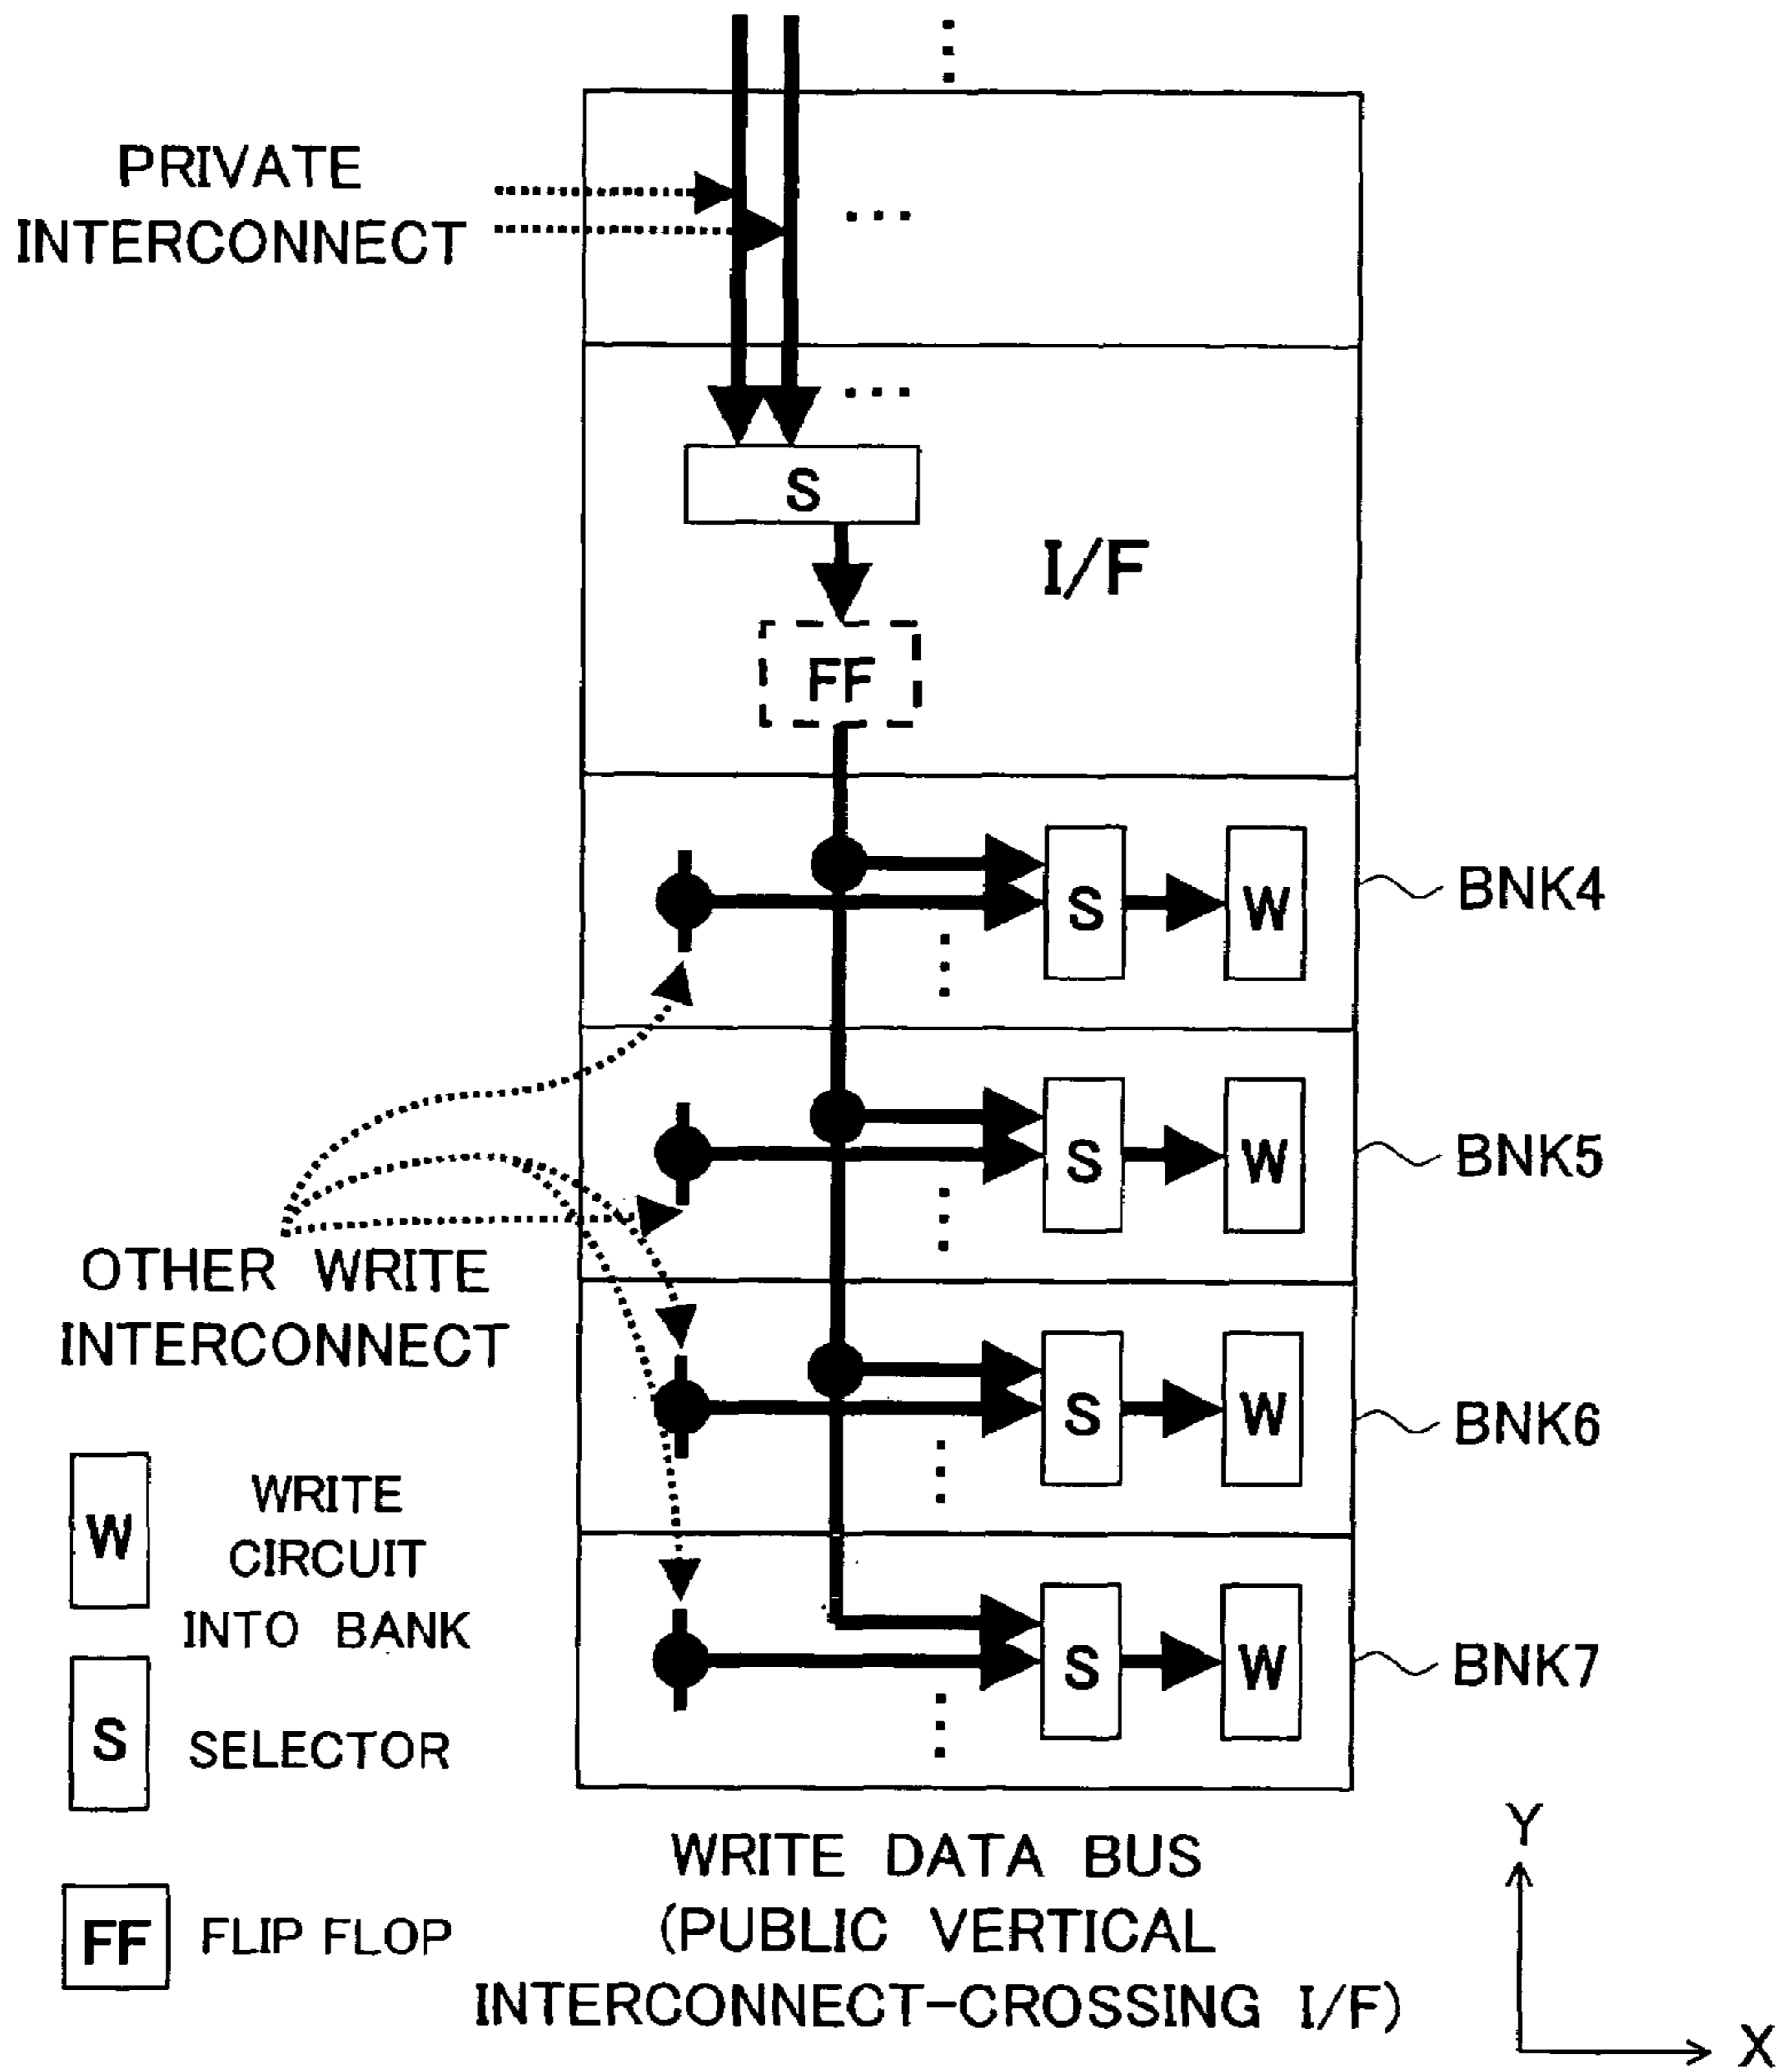 PRIVATE
INTERCONNECT
S
I/F
FF
S
W
BNK4
S
W
BNK5
OTHER WRITE
INTERCONNECT
S
W
BNK6
W
WRITE
CIRCUIT
INTO BANK
S
W
BNK7
S
SELECTOR
FF
FLIP FLOP
WRITE DATA BUS
(PUBLIC VERTICAL
INTERCONNECT-CROSSING I/F)
Y
X